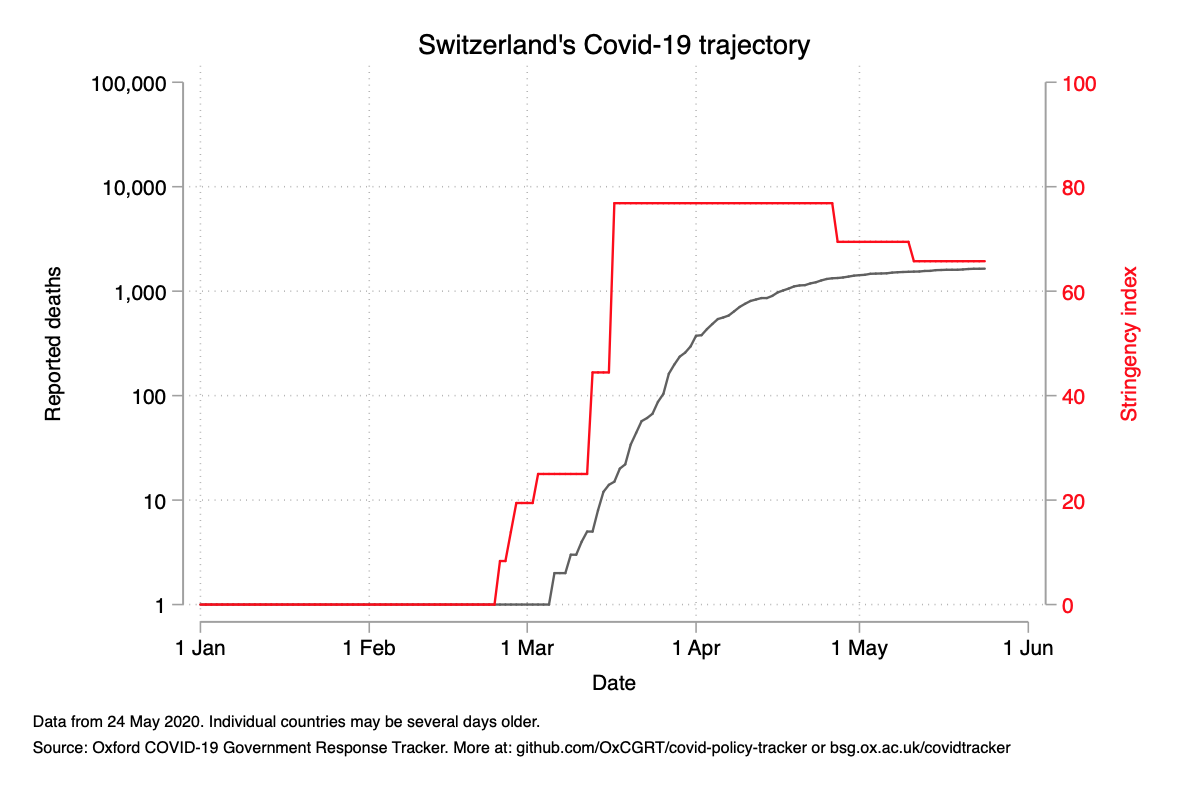 Switzerland's Covid-19 trajectory
100,000
10,000
1,000
100
10
1
Reported deaths
100
80
60
40
20
0
Stringency index
1 Jan 1 Feb 1 Mar 1 Apr 1 May 1 Jun
Date
Data from 24 May 2020. Individual countries may be several days older.
Source: Oxford COVID-19 Government Response Tracker. More at: github.com/OxCGRT/covid-policy-tracker or bsg.ox.ac.uk/covidtracker